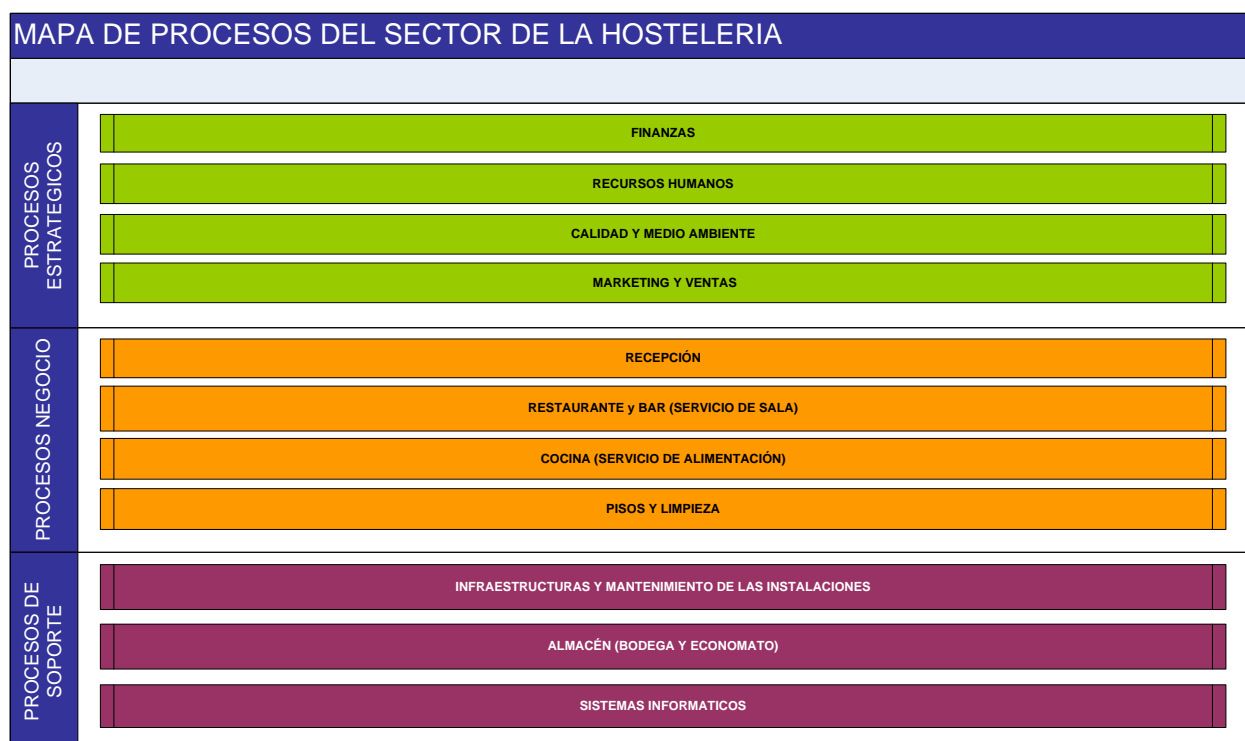 MAPA DE PROCESOS DEL SECTOR DE LA HOSTELERIA
PROCESOS
ESTRATEGICOS
FINANZAS
RECURSOS HUMANOS
CALIDAD Y MEDIO AMBIENTE
MARKETING Y VENTAS
PROCESOS NEGOCIO
RECEPCIÓN
RESTAURANTE y BAR (SERVICIO DE SALA)
COCINA (SERVICIO DE ALIMENTACIÓN)
PISOS Y LIMPIEZA
PROCESOS DE
SOPORTE
INFRAESTRUCTURAS Y MANTENIMIENTO DE LAS INSTALACIONES
ALMACÉN (BODEGA Y ECONOMATO)
SISTEMAS INFORMATICOS